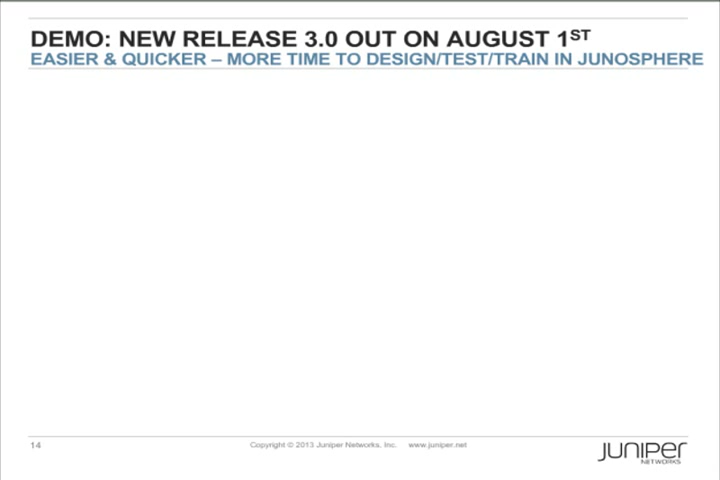 DEMO: NEW RELEASE 3.0 OUT ON AUGUST 1ST
EASIER & QUICKER – MORE TIME TO DESIGN/TEST/TRAIN IN JUNOSPHERE
14
Copyright © 2013 Juniper Networks, Inc. www.juniper.net
JUNIPER
NETWORKS